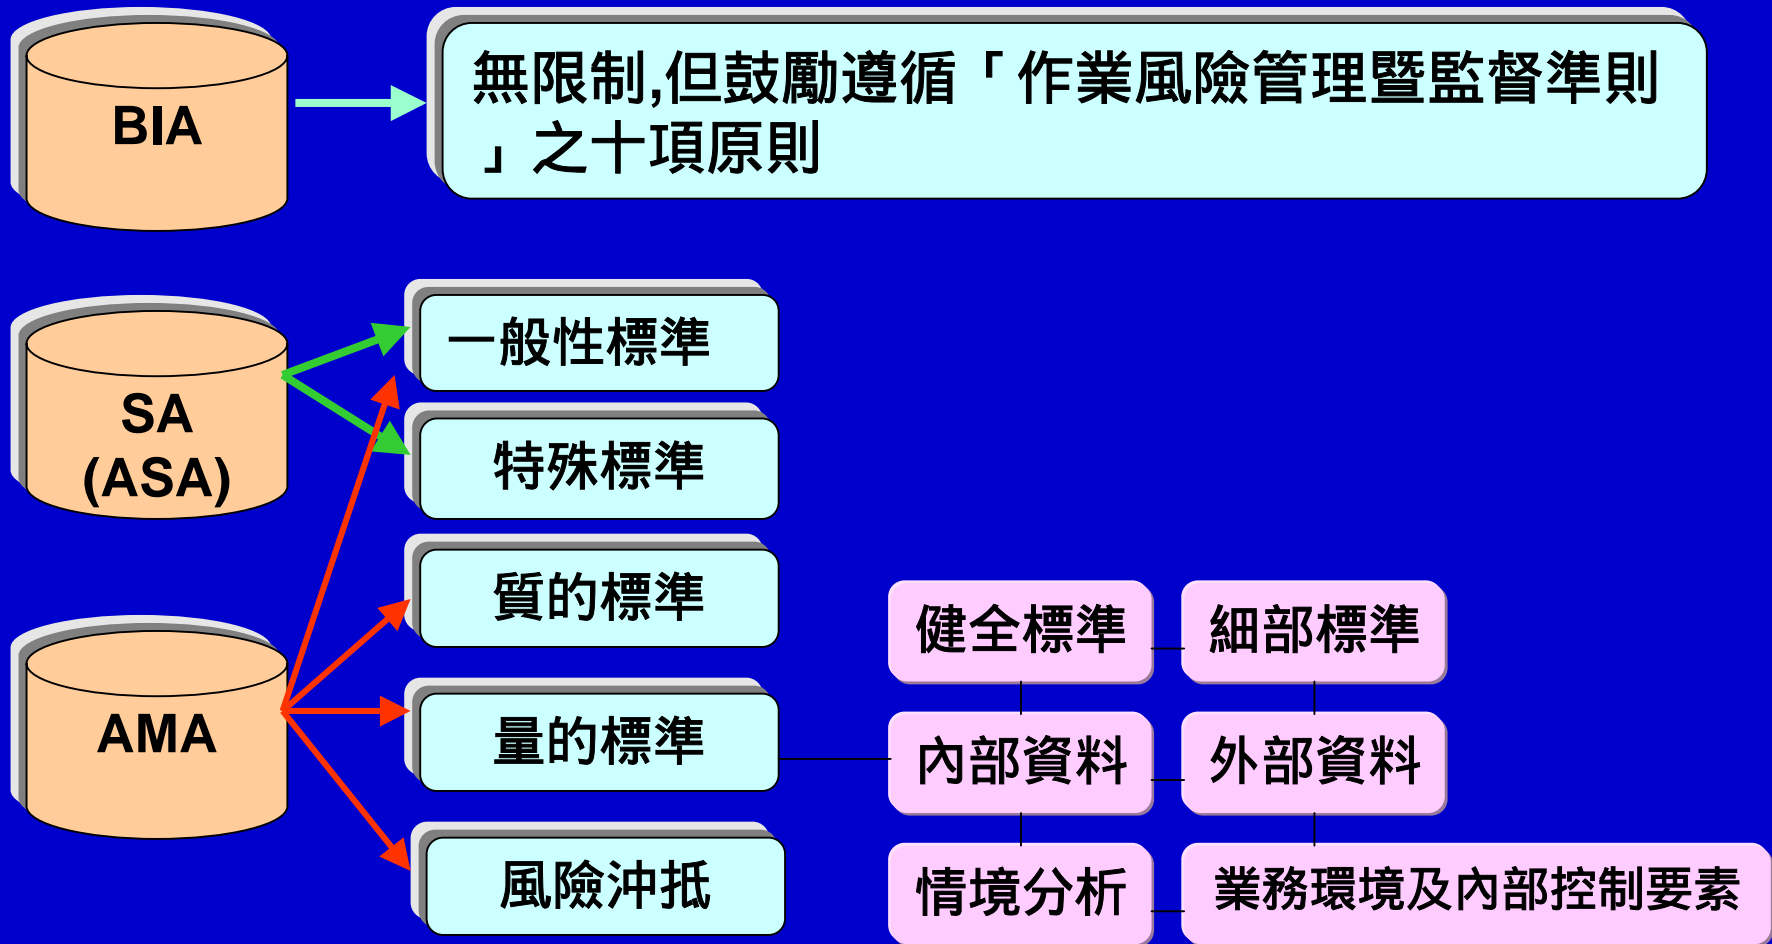 BIA
無限制,但鼓勵遵循「作業風險管理暨監督準則
」之十項原則
SA
(ASA)
一般性標準
特殊標準
AMA
質的標準
量的標準
風險沖抵
健全標準
細部標準
內部資料
外部資料
情境分析
業務環境及內部控制要素